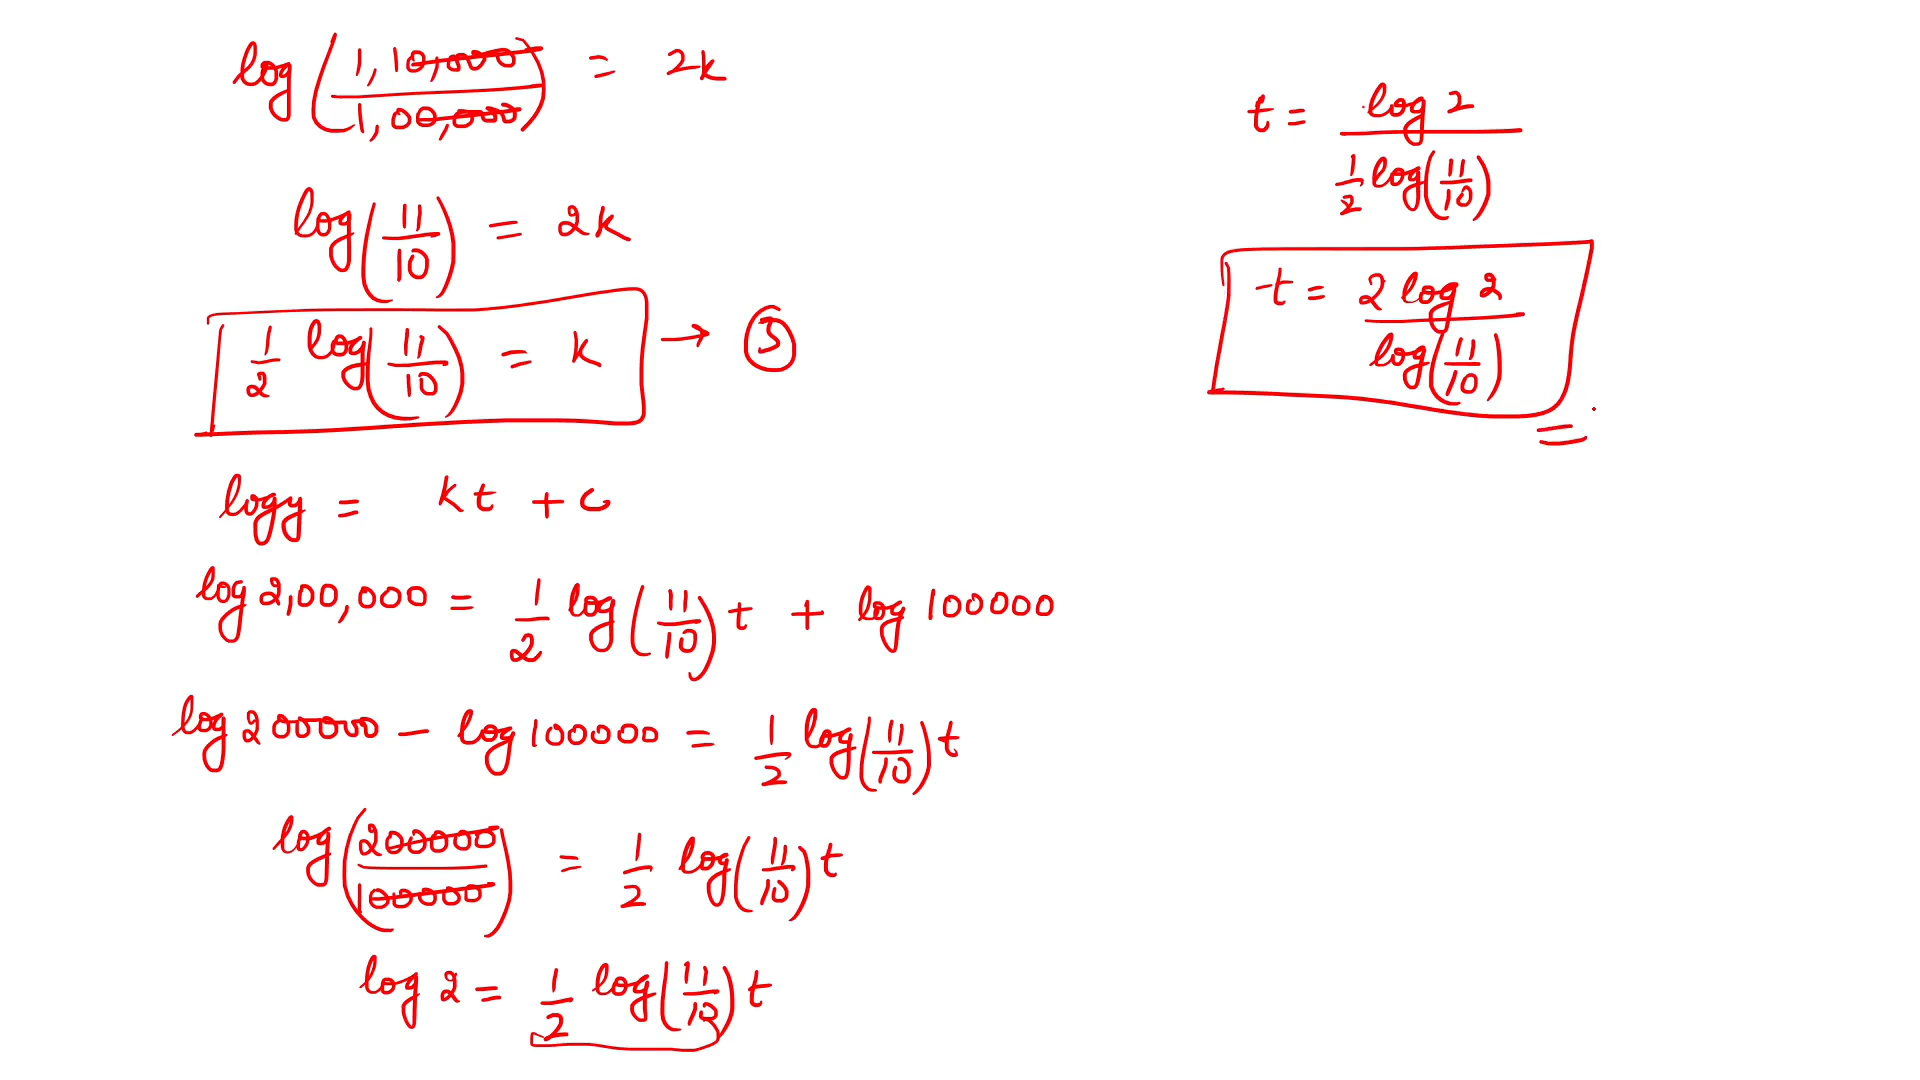 log(1,10,000/1,00,000) = 2k
log(11/10) = 2k
1/2 log(11/10) = k → ③
logy = kt + c
log 2,00,000 = 1/2 log(11/10) t + log 100000
log 200000 - log 100000 = 1/2 log(11/10) t
log(200000/100000) = 1/2 log(11/10) t
log 2 = 1/2 log(11/10) t
t = log 2 / 1/2 log(11/10)
t = 2 log 2 / log(11/10)